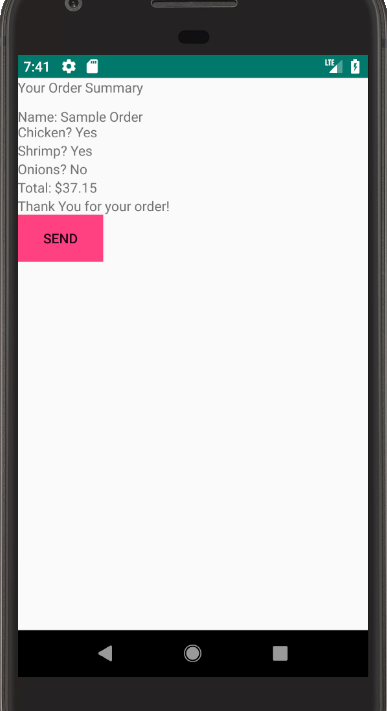 7:41
LTE
Your Order Summary
Name: Sample Order
Chicken? Yes
Shrimp? Yes
Onions? No
Total: $37.15
Thank You for your order!
SEND